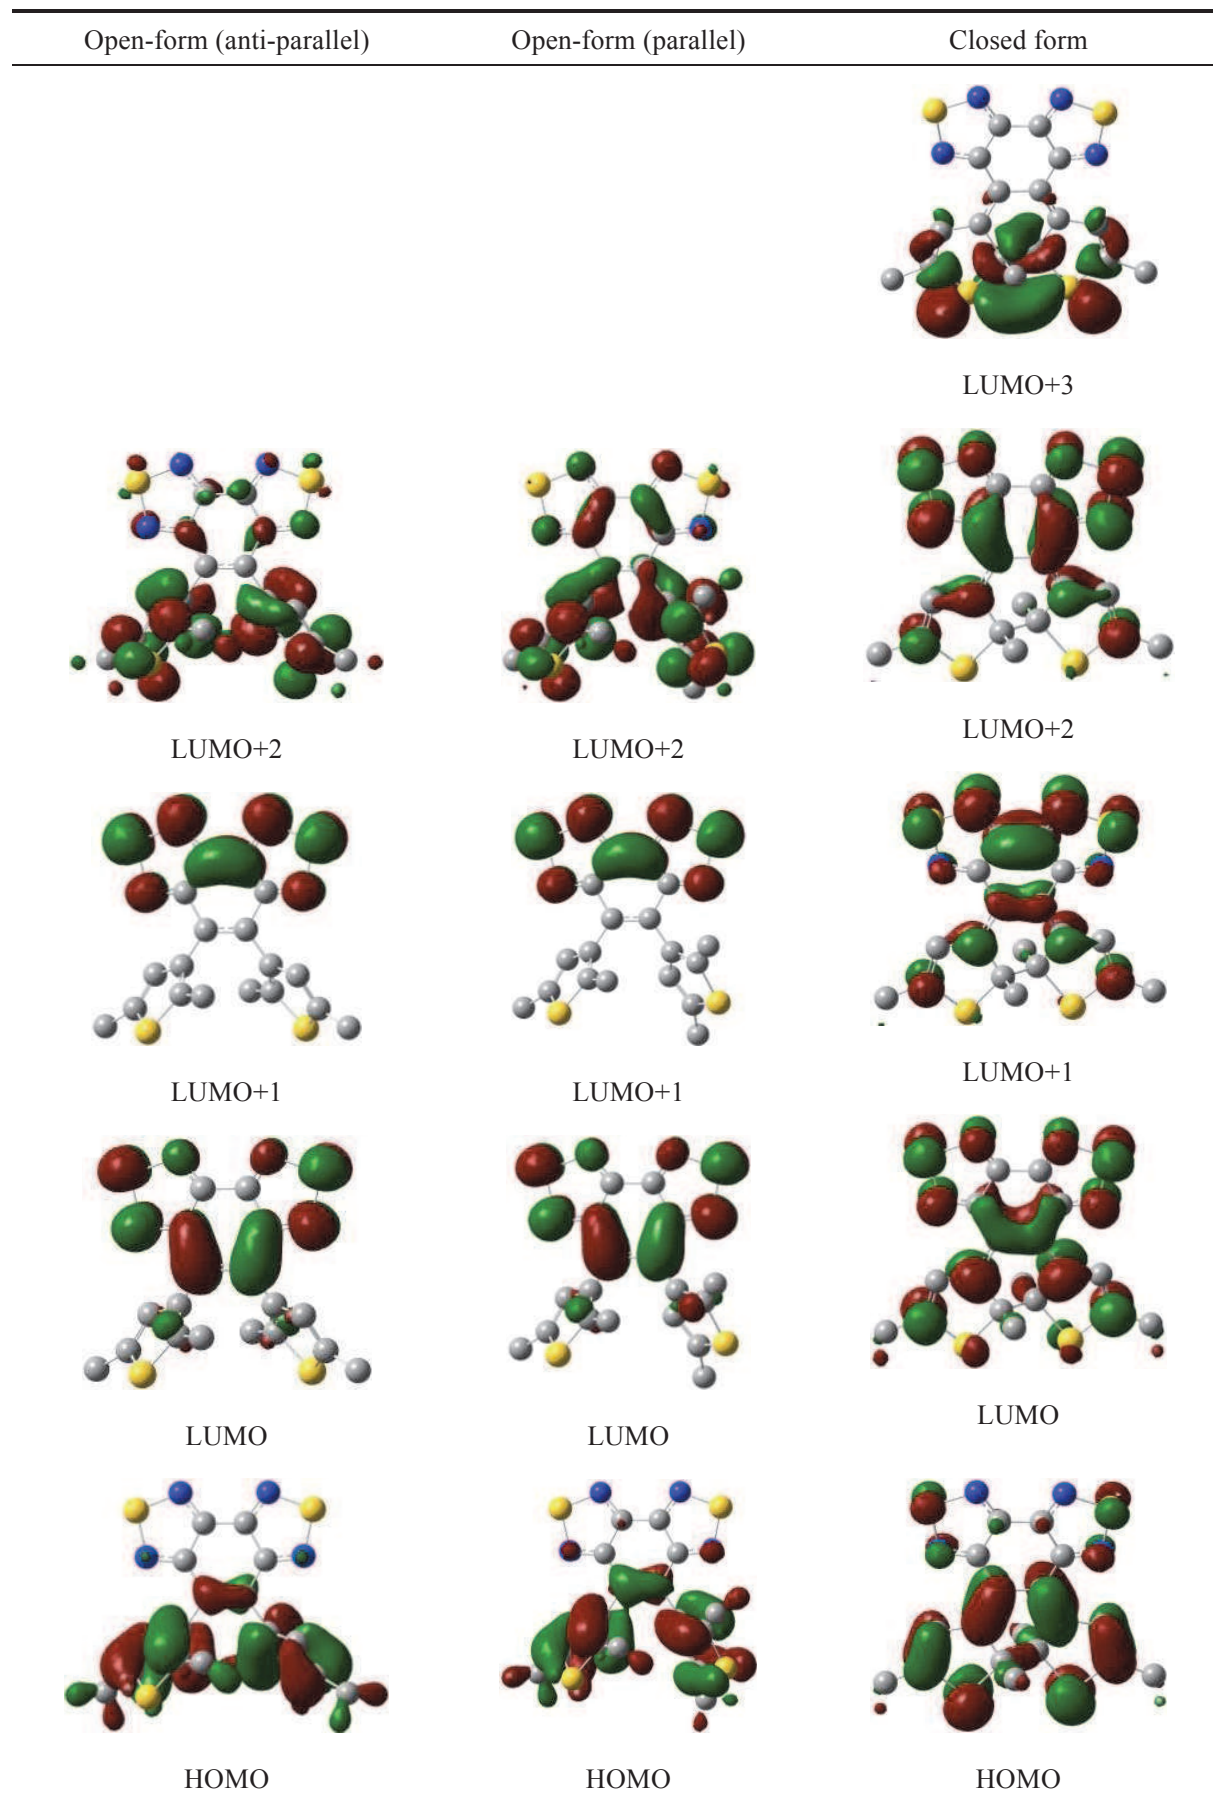 Open-form (anti-parallel) Open-form (parallel) Closed form
LUMO+3
LUMO+2 LUMO+2 LUMO+2
LUMO+1 LUMO+1 LUMO+1
LUMO LUMO LUMO
HOMO HOMO HOMO